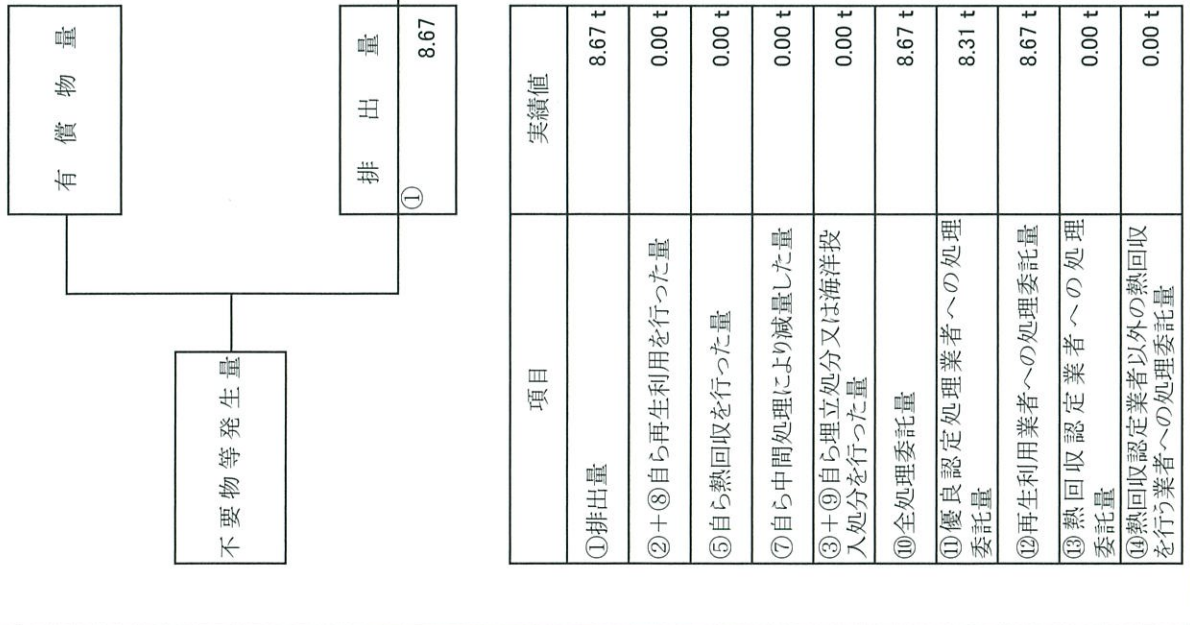 有償物量
不要物等発生量
排出量
①
8.67
項目 実績値
①排出量 8.67 t
②+⑧自ら再生利用を行った量 0.00 t
⑤自ら熱回収を行った量 0.00 t
⑦自ら中間処理により減量した量 0.00 t
③+⑨自ら埋立処分又は海洋投
入処分を行った量 0.00 t
⑩全処理委託量 8.67 t
⑪優良認定処理業者への処理
委託量 8.31 t
⑫再生利用業者への処理委託量 8.67 t
⑬熱回収認定業者への処理
委託量 0.00 t
⑭熱回収認定業者以外の熱回収
を行う業者への処理委託量 0.00 t